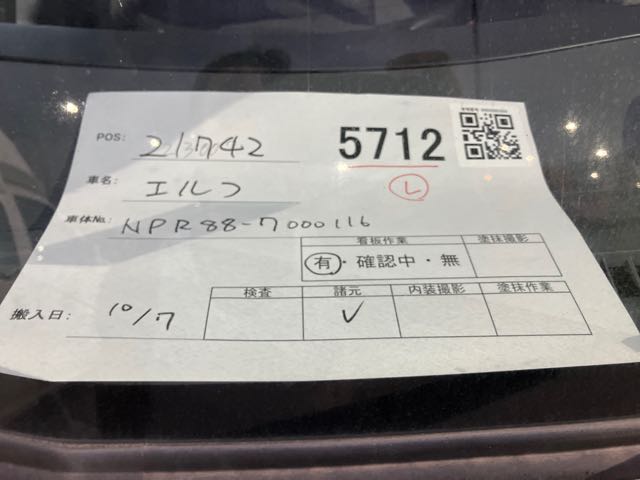 POS: 217042 5712
車名: エルフ L
車体No.: NPR88-7000116
看板作業 塗抹撮影
有・確認中・無
検査 諸元 内装撮影 塗抹作業
搬入日: 10/7 ✓